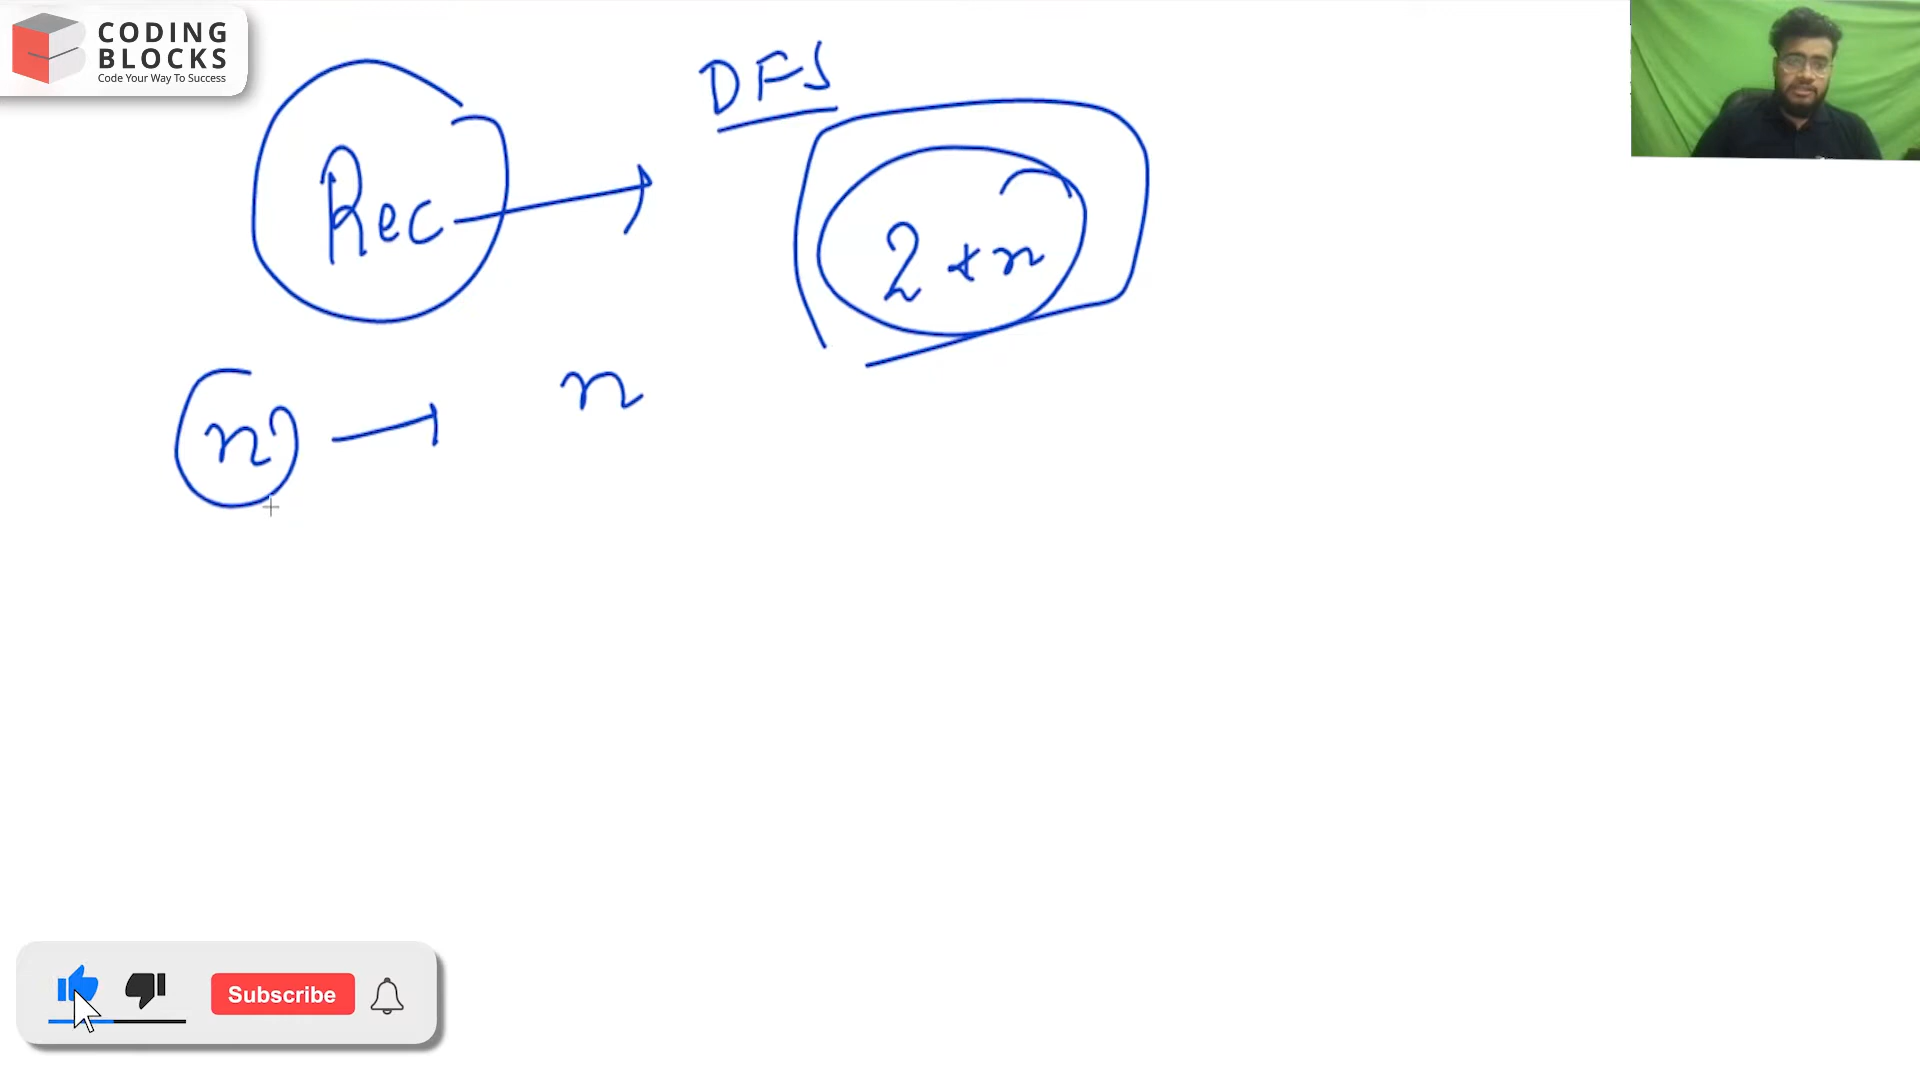 CODING
BLOCKS
Code Your Way To Success
DFS
Rec
2 * n
n
n
Subscribe